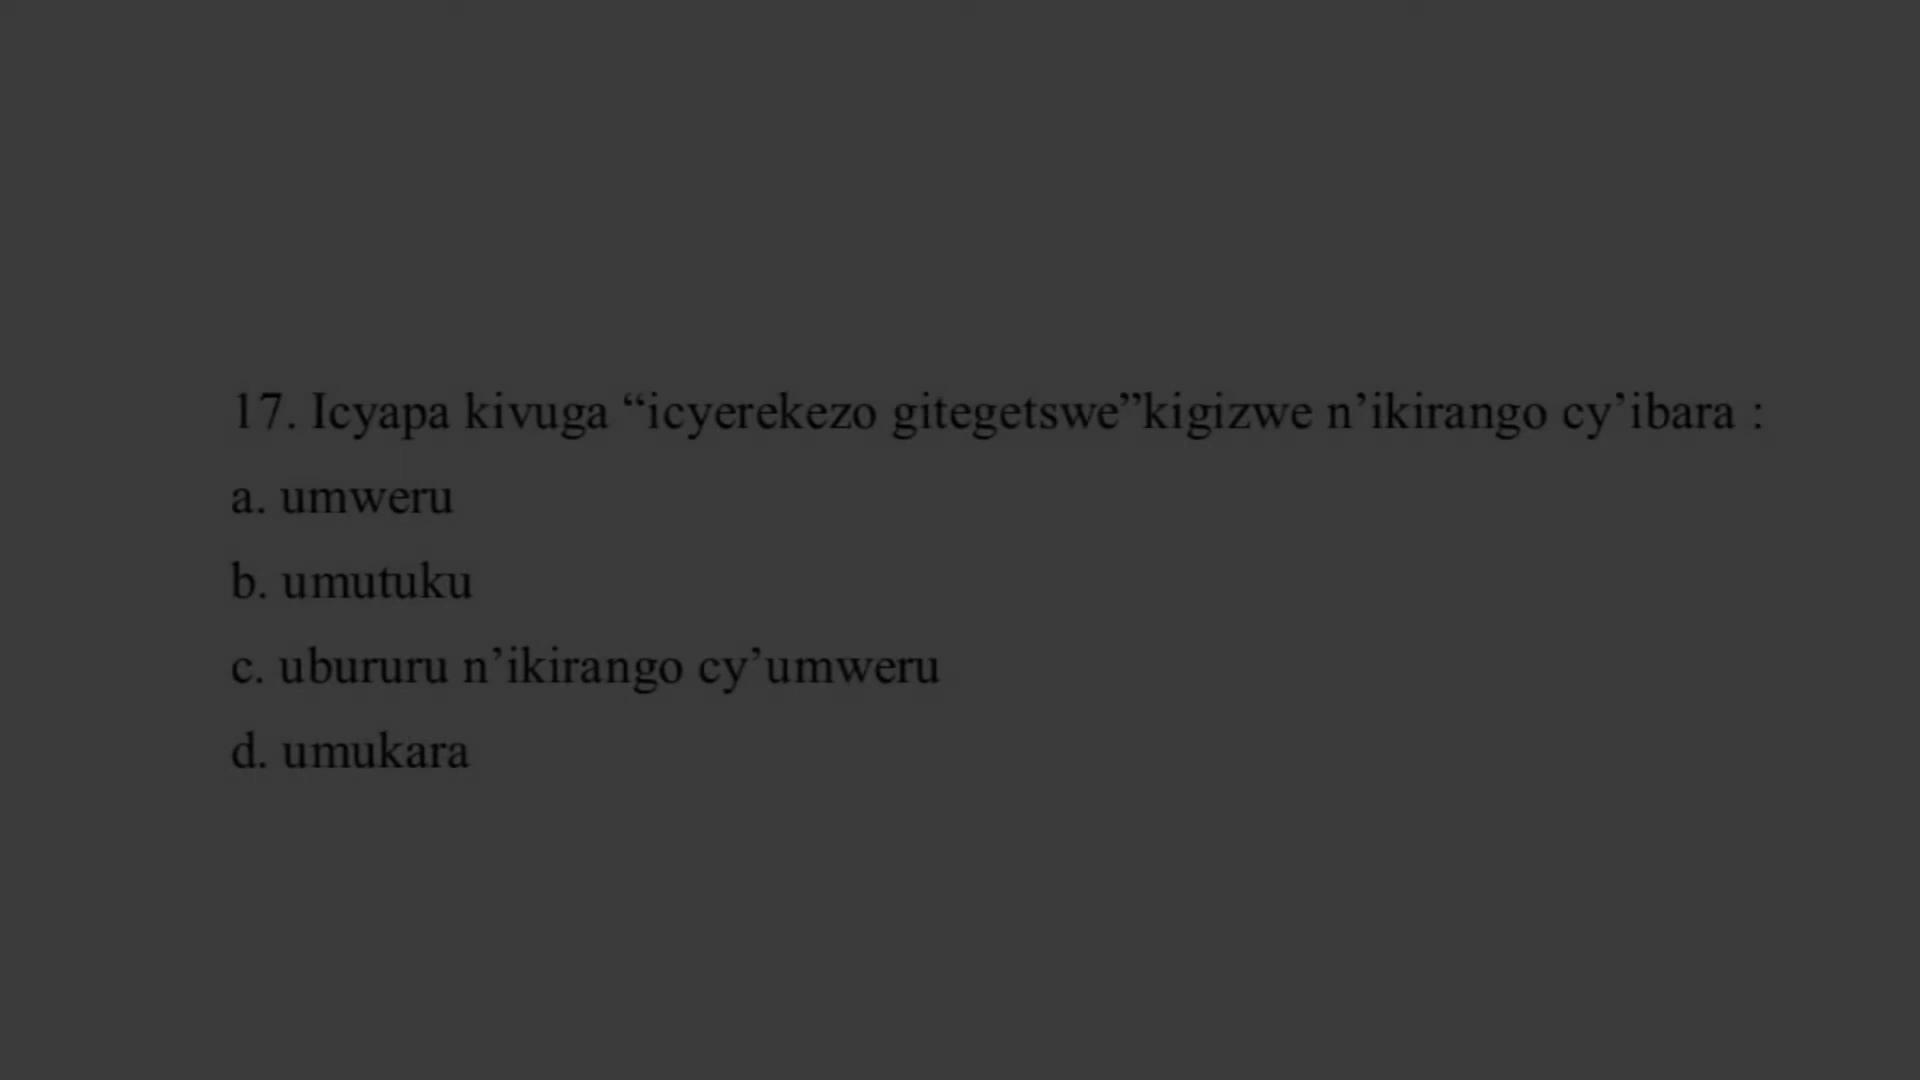 17. Icyapa kivuga “icyerekezo gitegetswe”kigizwe n’ikirango cy’ibara :
a. umweru
b. umutuku
c. ubururu n’ikirango cy’umweru
d. umukara